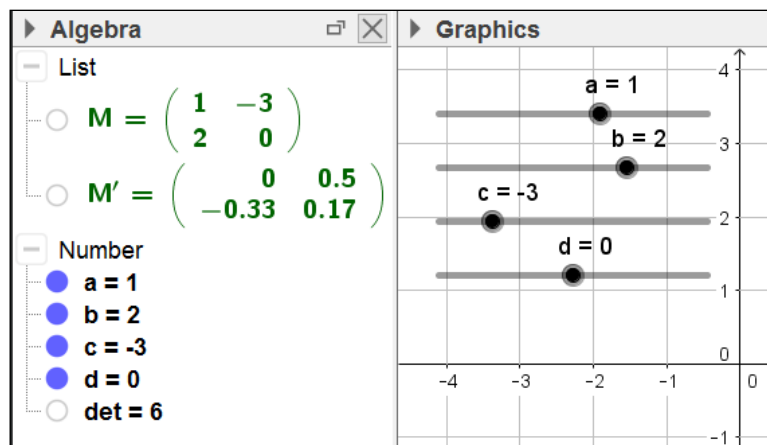 Algebra
List
M = ( 1 −3
2 0 )
M′ = ( 0 0.5
−0.33 0.17 )
Number
a = 1
b = 2
c = -3
d = 0
det = 6
Graphics
a = 1
b = 2
c = -3
d = 0
4
3
2
1
0
−1
−4 −3 −2 −1 0